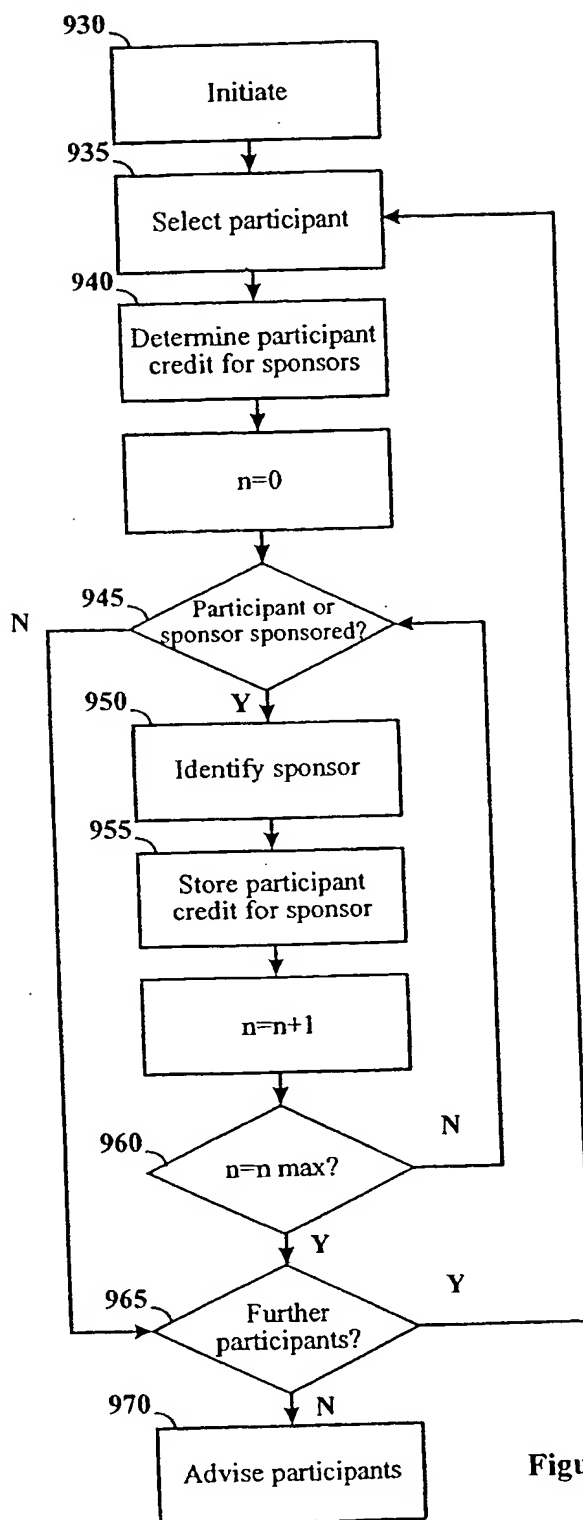 930
Initiate
935
Select participant
940
Determine participant
credit for sponsors
n=0
945
N
Participant or
sponsor sponsored?
Y
950
Identify sponsor
955
Store participant
credit for sponsor
n=n+1
960
N
n=n max?
Y
965
Y
Further
participants?
N
970
Advise participants
Figu